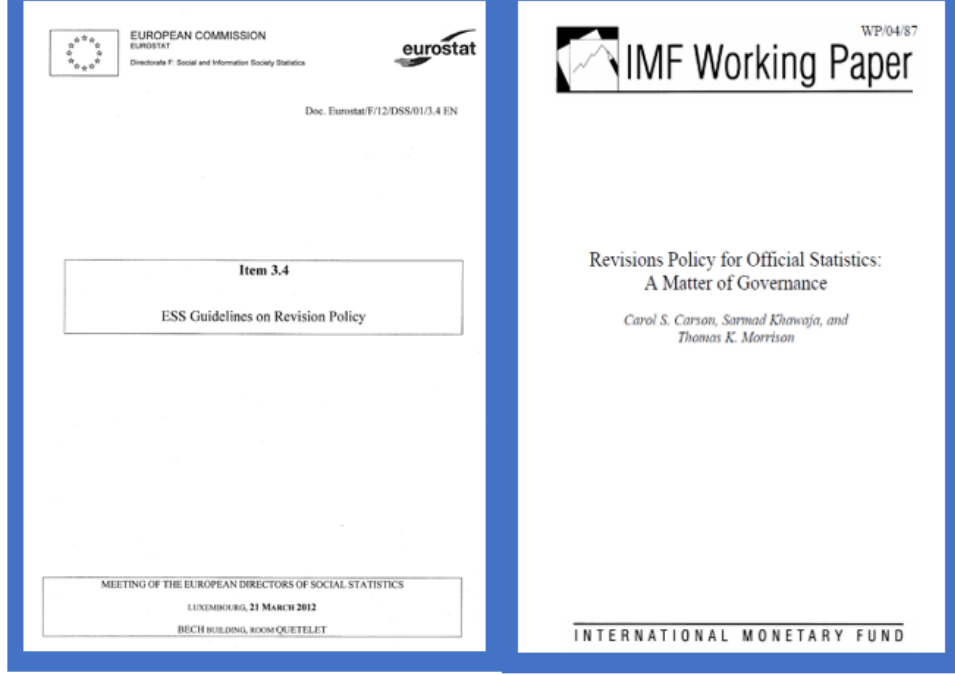 EUROPEAN COMMISSION
EUROSTAT
Directorate F: Social and Information Society Statistics
eurostat
Doc. Eurostat/F/12/DSS/01/3.4 EN
Item 3.4
ESS Guidelines on Revision Policy
MEETING OF THE EUROPEAN DIRECTORS OF SOCIAL STATISTICS
LUXEMBOURG, 21 MARCH 2012
BECH BUILDING, ROOM QUETELET
WP/04/87
IMF Working Paper
Revisions Policy for Official Statistics:
A Matter of Governance
Carol S. Carson, Sarmad Khawaja, and
Thomas K. Morrison
INTERNATIONAL MONETARY FUND